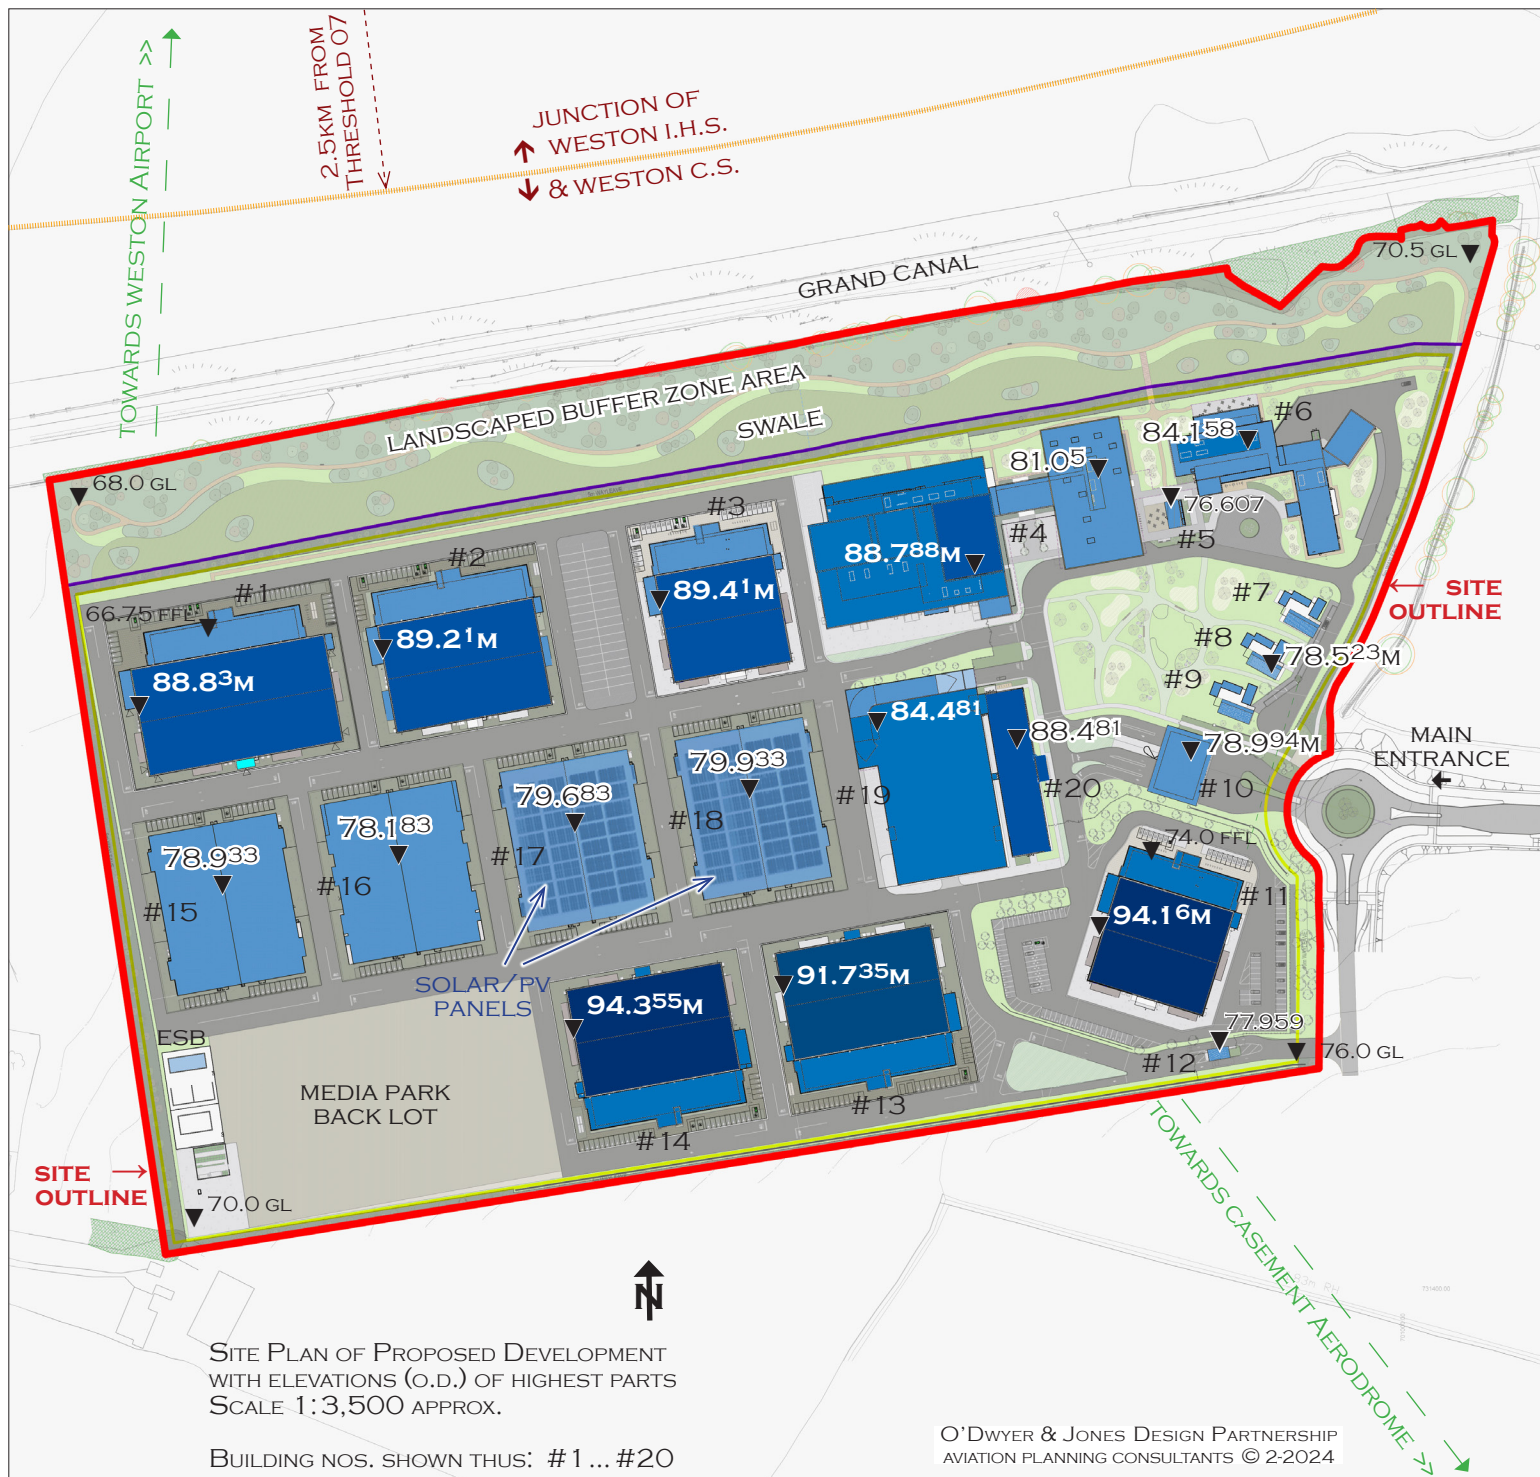 TOWARDS WESTON AIRPORT >>
2.5KM FROM
THRESHOLD 07
JUNCTION OF
WESTON I.H.S.
& WESTON C.S.
GRAND CANAL
70.5 GL
LANDSCAPED BUFFER ZONE AREA
SWALE
68.0 GL
#6
84.158
81.05
76.607
#5
#4
#3
88.788M
#2
#1
66.75 FFL
89.41M
89.21M
88.83M
#7
SITE
OUTLINE
#8
78.523M
#9
84.481
88.481
78.994M
MAIN
ENTRANCE
#10
#20
#19
79.933
#18
79.683
#17
78.183
#16
78.933
#15
74.0 FFL
#11
94.16M
SOLAR/PV
PANELS
91.735M
94.355M
77.959
76.0 GL
#12
ESB
MEDIA PARK
BACK LOT
#13
#14
SITE
OUTLINE
70.0 GL
TOWARDS CASEMENT AERODROME >>
N
SITE PLAN OF PROPOSED DEVELOPMENT
WITH ELEVATIONS (O.D.) OF HIGHEST PARTS
SCALE 1:3,500 APPROX.
BUILDING NOS. SHOWN THUS: #1... #20
O'DWYER & JONES DESIGN PARTNERSHIP
AVIATION PLANNING CONSULTANTS © 2-2024